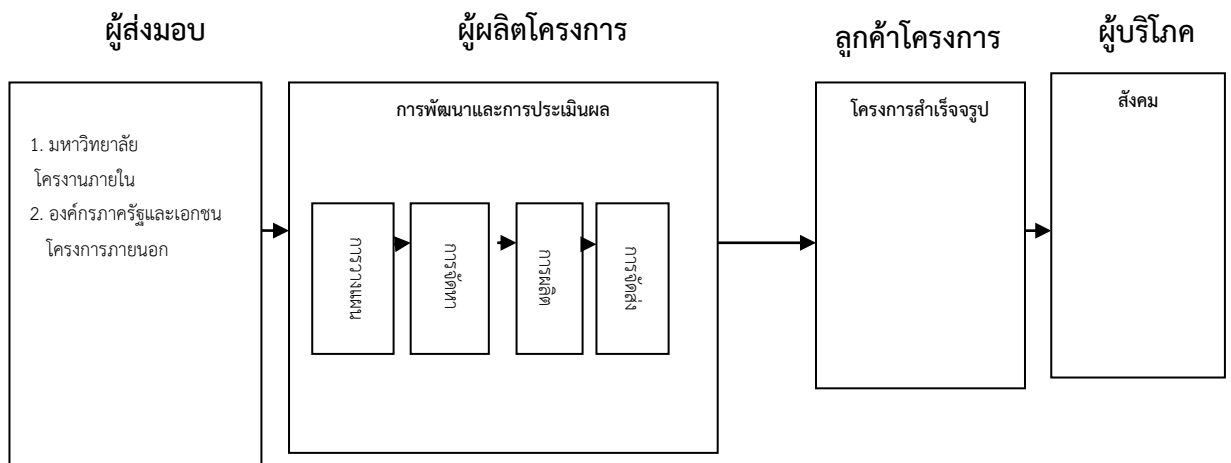 ผู้ส่งมอบ
ผู้ผลิตโครงการ
ลูกค้าโครงการ
ผู้บริโภค
1. มหาวิทยาลัย
โครงานภายใน
2. องค์กรภาครัฐและเอกชน
โครงการภายนอก
การพัฒนาและการประเมินผล
การวางแผน
การจัดหา
การผลิต
การจัดส่ง
โครงการสำเร็จจรูป
สังคม